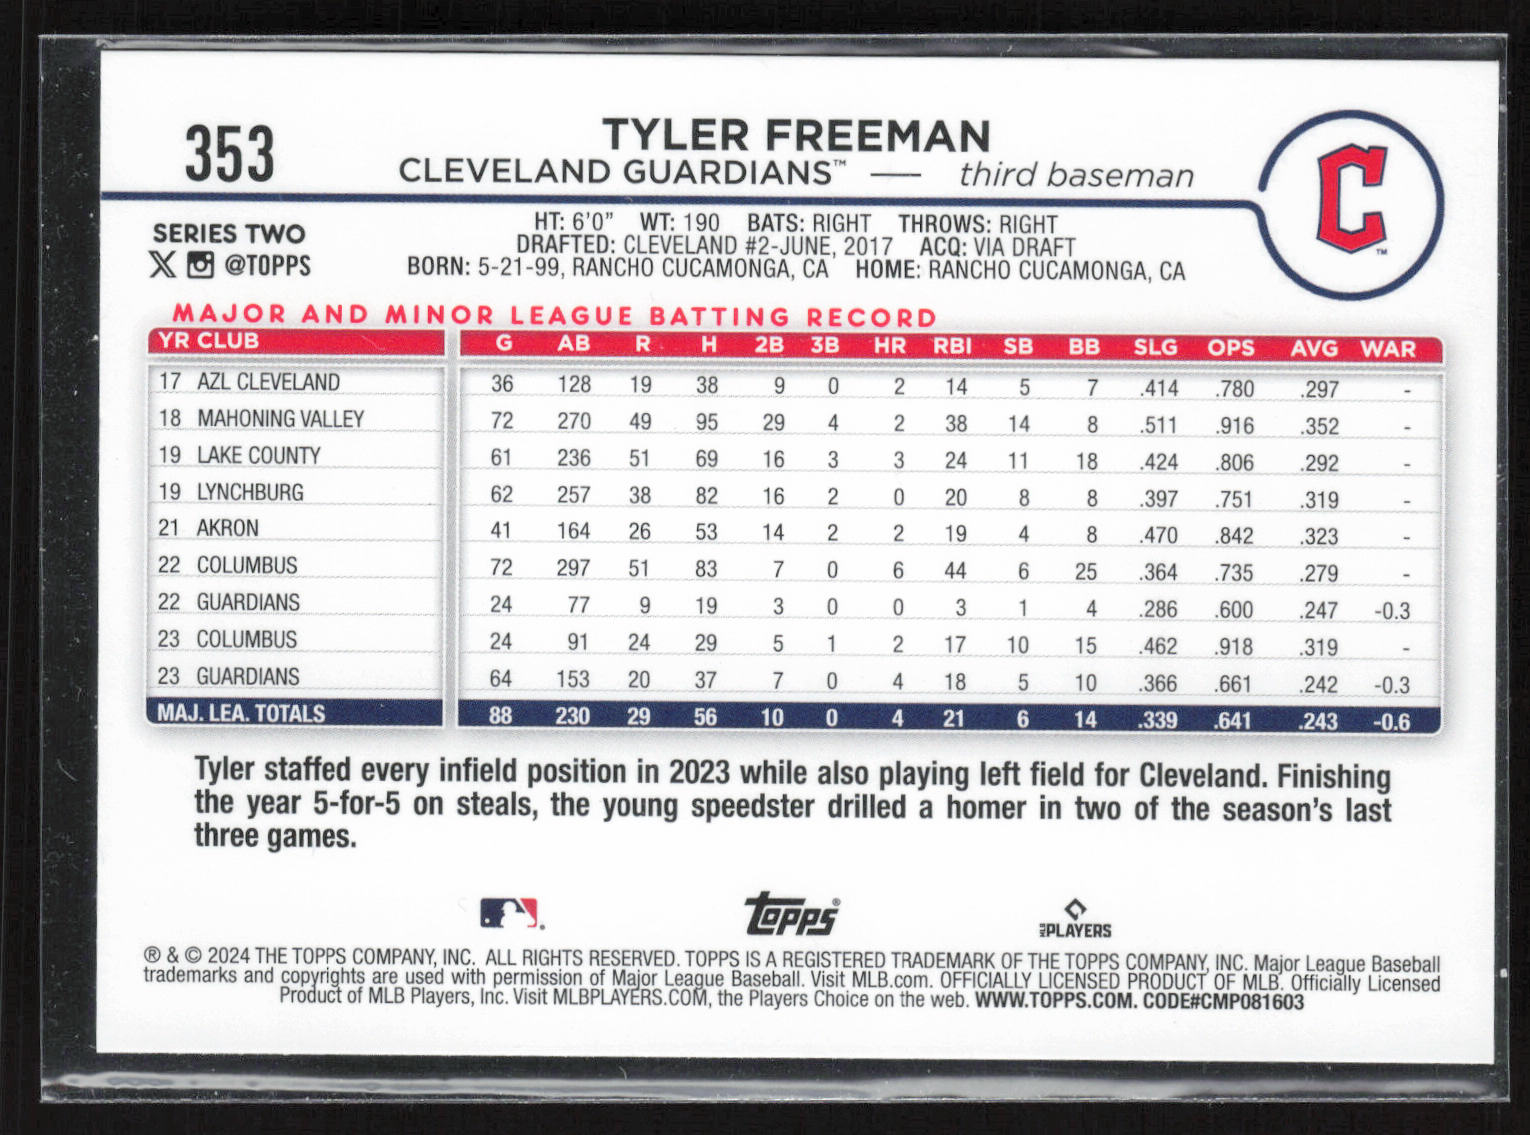 353
TYLER FREEMAN
CLEVELAND GUARDIANS™ — third baseman
C™
SERIES TWO
X @TOPPS
HT: 6'0" WT: 190 BATS: RIGHT THROWS: RIGHT
DRAFTED: CLEVELAND #2-JUNE, 2017 ACQ: VIA DRAFT
BORN: 5-21-99, RANCHO CUCAMONGA, CA HOME: RANCHO CUCAMONGA, CA
MAJOR AND MINOR LEAGUE BATTING RECORD
YR CLUB G AB R H 2B 3B HR RBI SB BB SLG OPS AVG WAR
17 AZL CLEVELAND 36 128 19 38 9 0 2 14 5 7 .414 .780 .297 -
18 MAHONING VALLEY 72 270 49 95 29 4 2 38 14 8 .511 .916 .352 -
19 LAKE COUNTY 61 236 51 69 16 3 3 24 11 18 .424 .806 .292 -
19 LYNCHBURG 62 257 38 82 16 2 0 20 8 8 .397 .751 .319 -
21 AKRON 41 164 26 53 14 2 2 19 4 8 .470 .842 .323 -
22 COLUMBUS 72 297 51 83 7 0 6 44 6 25 .364 .735 .279 -
22 GUARDIANS 24 77 9 19 3 0 0 3 1 4 .286 .600 .247 -0.3
23 COLUMBUS 24 91 24 29 5 1 2 17 10 15 .462 .918 .319 -
23 GUARDIANS 64 153 20 37 7 0 4 18 5 10 .366 .661 .242 -0.3
MAJ. LEA. TOTALS 88 230 29 56 10 0 4 21 6 14 .339 .641 .243 -0.6
Tyler staffed every infield position in 2023 while also playing left field for Cleveland. Finishing
the year 5-for-5 on steals, the young speedster drilled a homer in two of the season's last
three games.
topps®
MLB PLAYERS
® & © 2024 THE TOPPS COMPANY, INC. ALL RIGHTS RESERVED. TOPPS IS A REGISTERED TRADEMARK OF THE TOPPS COMPANY, INC. Major League Baseball
trademarks and copyrights are used with permission of Major League Baseball. Visit MLB.com. OFFICIALLY LICENSED PRODUCT OF MLB. Officially Licensed
Product of MLB Players, Inc. Visit MLBPLAYERS.COM, the Players Choice on the web. WWW.TOPPS.COM. CODE#CMP081603